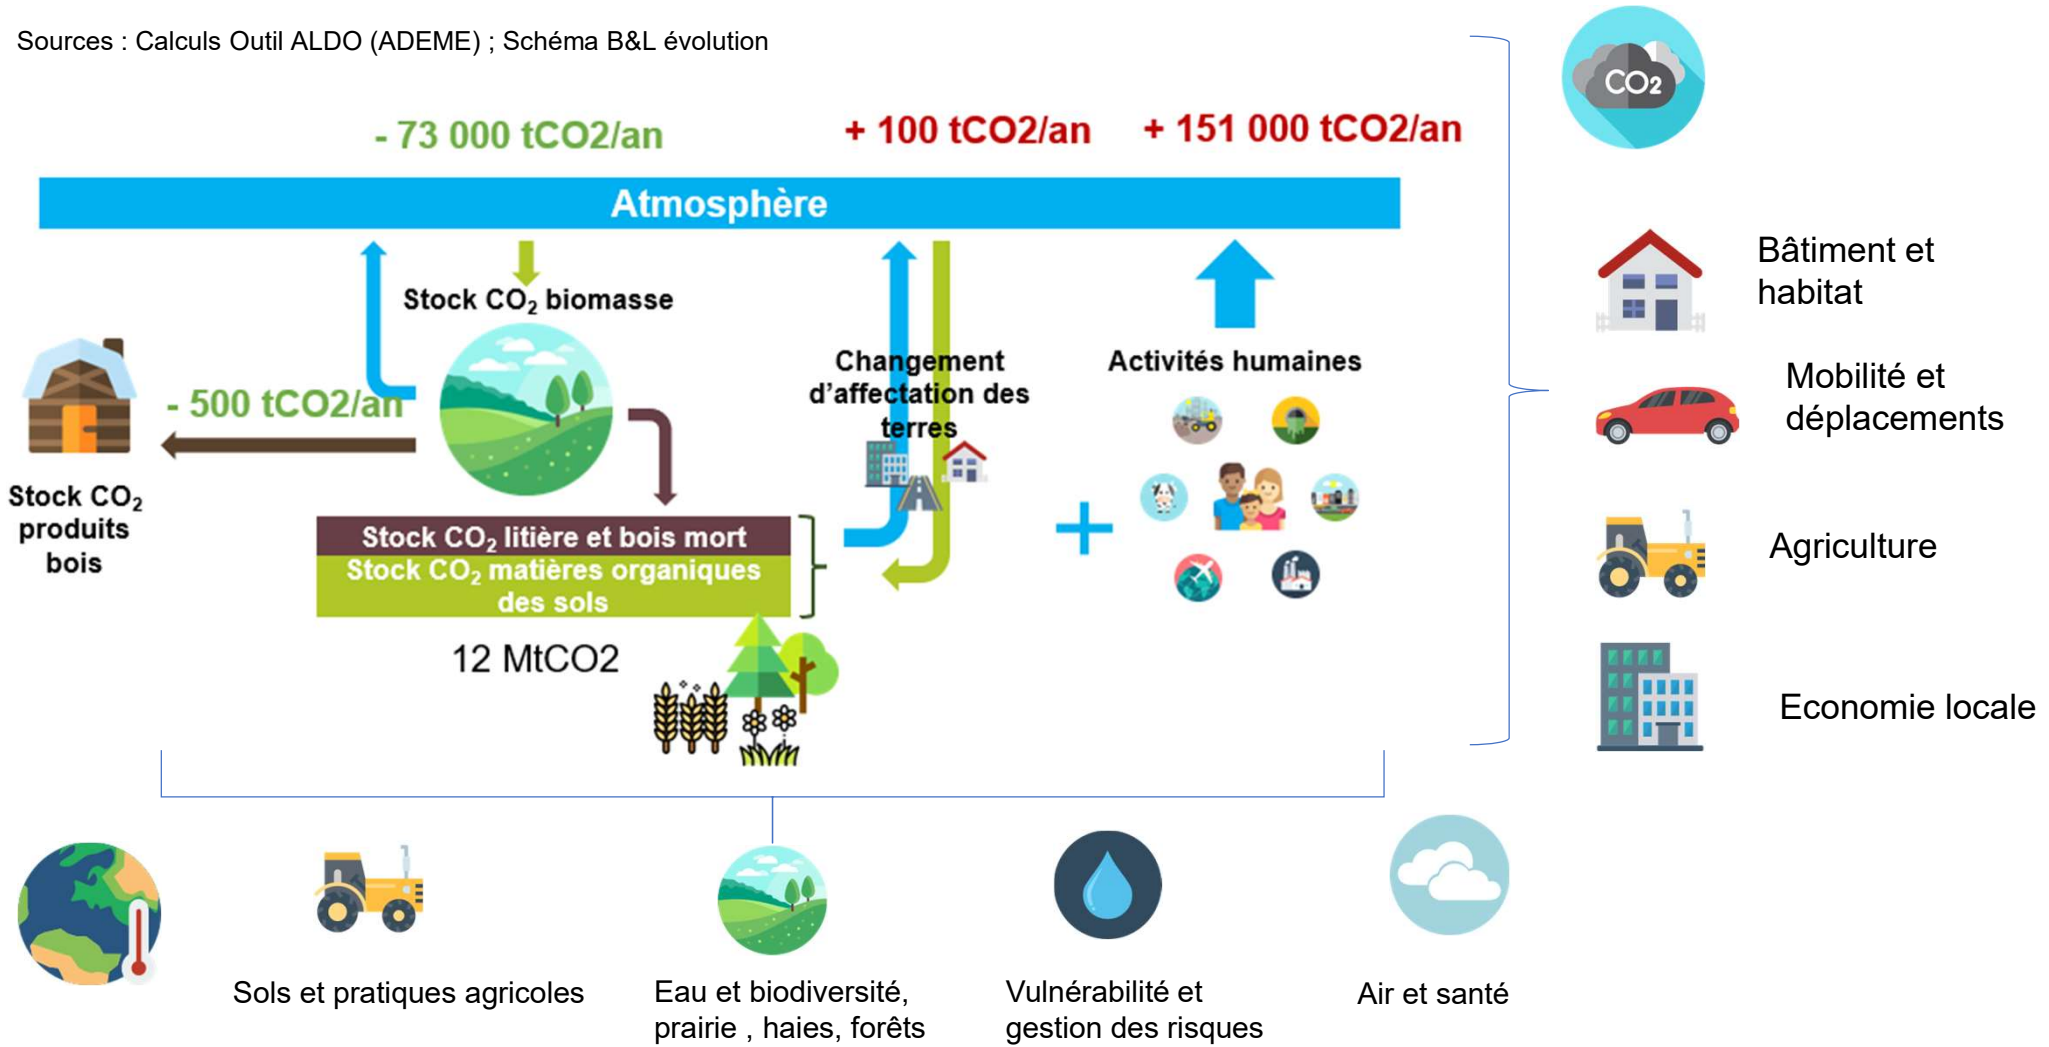 Sources : Calculs Outil ALDO (ADEME) ; Schéma B&L évolution
CO2
- 73 000 tCO2/an
+ 100 tCO2/an
+ 151 000 tCO2/an
Atmosphère
Stock CO₂ biomasse
- 500 tCO2/an
Stock CO₂
produits
bois
Stock CO₂ litière et bois mort
Stock CO₂ matières organiques
des sols
12 MtCO2
Changement
d’affectation des
terres
Activités humaines
Bâtiment et
habitat
Mobilité et
déplacements
Agriculture
Economie locale
Sols et pratiques agricoles
Eau et biodiversité,
prairie , haies, forêts
Vulnérabilité et
gestion des risques
Air et santé